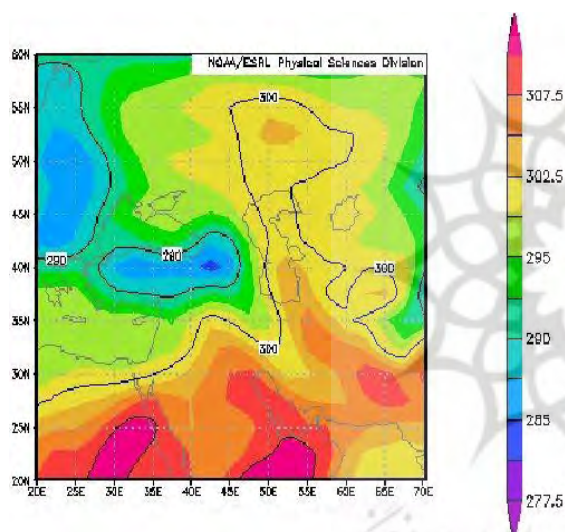 60N
NOAA/ESRL Physical Sciences Division
55N
50N
45N
40N
35N
30N
25N
20N
20E
25E
30E
35E
40E
45E
50E
55E
60E
65E
70E
300
290
280
300
300
307.5
302.5
295
290
285
277.5